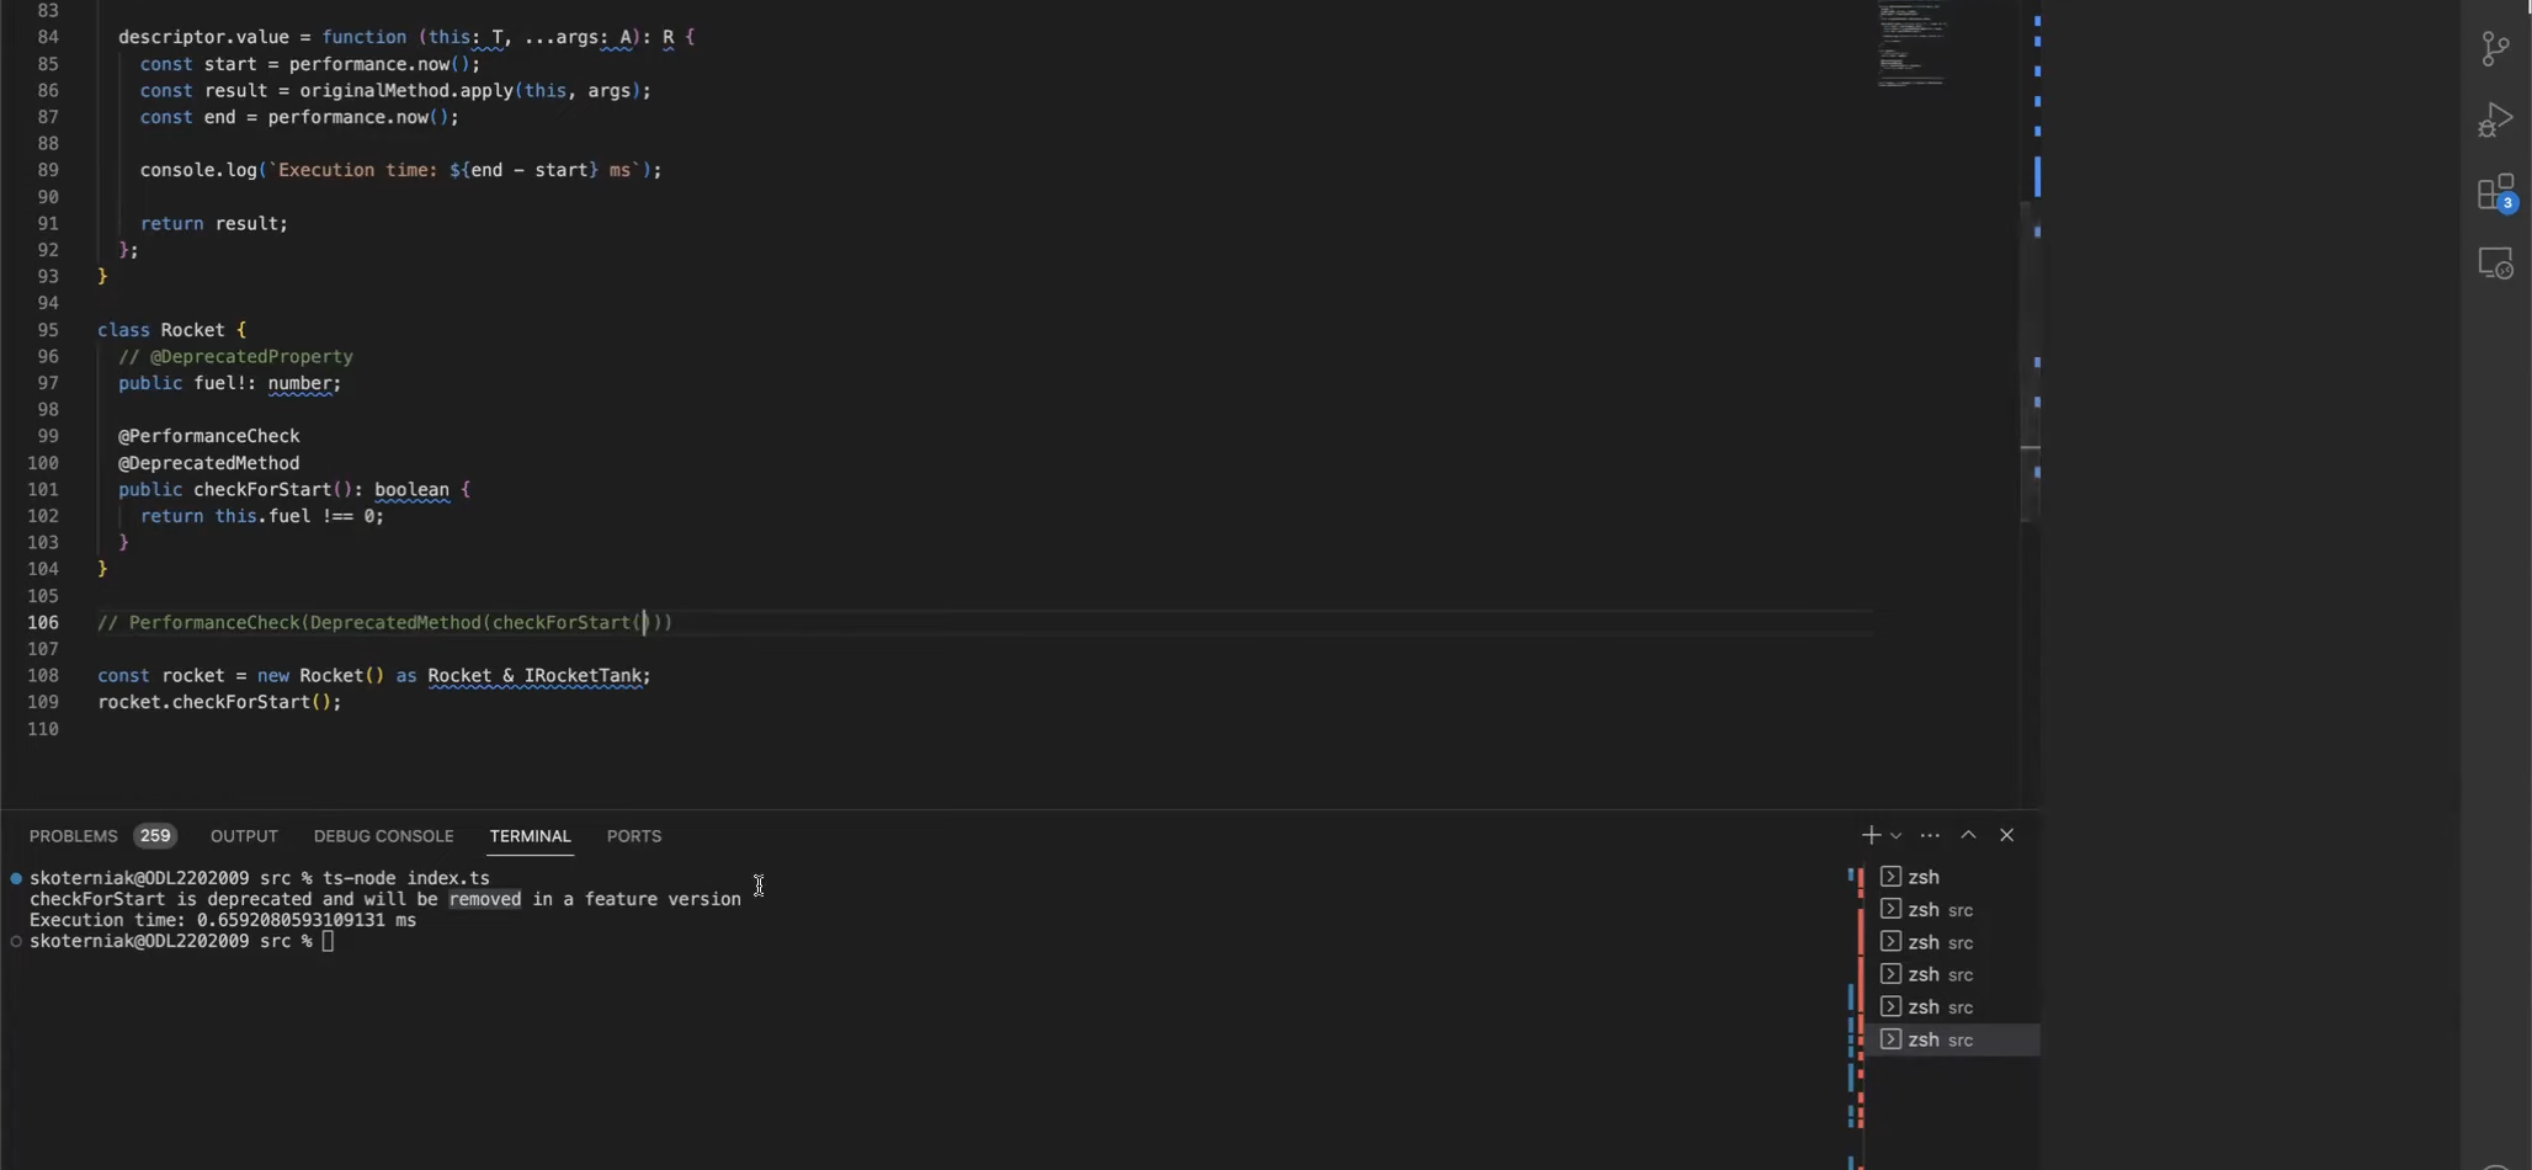 83
84 descriptor.value = function (this: T, ...args: A): R {
85 const start = performance.now();
86 const result = originalMethod.apply(this, args);
87 const end = performance.now();
88
89 console.log(`Execution time: ${end - start} ms`);
90
91 return result;
92 };
93 }
94
95 class Rocket {
96 // @DeprecatedProperty
97 public fuel!: number;
98
99 @PerformanceCheck
100 @DeprecatedMethod
101 public checkForStart(): boolean {
102 return this.fuel !== 0;
103 }
104 }
105
106 // PerformanceCheck(DeprecatedMethod(checkForStart()))
107
108 const rocket = new Rocket() as Rocket & IRocketTank;
109 rocket.checkForStart();
110
3
PROBLEMS 259 OUTPUT DEBUG CONSOLE TERMINAL PORTS
skoterniak@ODL2202009 src % ts-node index.ts
checkForStart is deprecated and will be removed in a feature version
Execution time: 0.6592080593109131 ms
skoterniak@ODL2202009 src %
zsh
zsh src
zsh src
zsh src
zsh src
zsh src